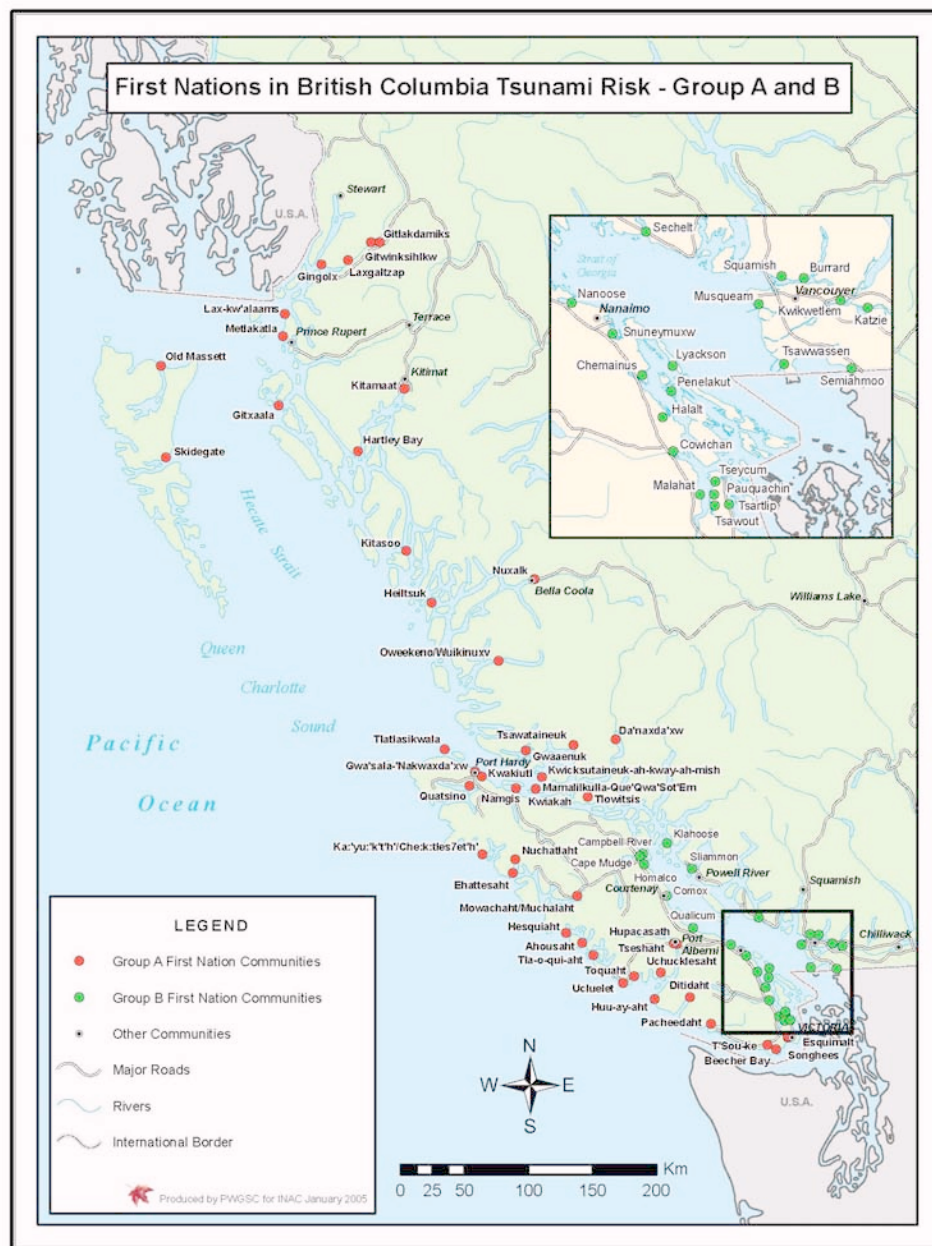 First Nations in British Columbia Tsunami Risk - Group A and B
Stewart
U.S.A.
Gitlakdamiks
Gitwinksihlkw
Laxgaltzap
Gingolx
Lax-kw'alaams
Metlakatla
Prince Rupert
Terrace
Old Massett
Kitimat
Kitamaat
Gitxaala
Skidegate
Hartley Bay
Hecate Strait
Kitasoo
Nuxalk
Bella Coola
Heiltsuk
Williams Lake
Oweekeno/Wuikinuxv
Queen
Charlotte
Sound
Pacific
Ocean
Sechelt
Strait of
Georgia
Squamish
Burrard
Vancouver
Musqueam
Kwikwetlem
Katzie
Nanoose
Nanaimo
Snuneymuxw
Lyackson
Tsawwassen
Chemainus
Penelakut
Semiahmoo
Halalt
Cowichan
Tseycum
Malahat
Pauquachin
Tsartlip
Tsawout
Tlatlasikwala
Tsawataineuk
Da'naxda'xw
Gwaaenuk
Gwa'sala-'Nakwaxda'xw
Port Hardy
Kwakiutl
Kwicksutaineuk-ah-kway-ah-mish
Quatsino
Namgis
Mamalilkulla-Que'Qwa'Sot'Em
Kwiakah
Tlowitsis
Ka:'yu:'k't'h'/Che:k:tles7et'h'
Nuchatlaht
Campbell River
Klahoose
Cape Mudge
Sliammon
Homalco
Powell River
Ehattesaht
Courtenay
Comox
Squamish
Mowachaht/Muchalaht
Qualicum
Hesquiaht
Hupacasath
Port
Alberni
Chilliwack
Ahousaht
Tseshaht
Tla-o-qui-aht
Uchucklesaht
Toquaht
Ucluelet
Ditidaht
Huu-ay-aht
Pacheedaht
VICTORIA
T'Sou-ke
Esquimalt
Beecher Bay
Songhees
U.S.A.
LEGEND
Group A First Nation Communities
Group B First Nation Communities
Other Communities
Major Roads
Rivers
International Border
Produced by PWGSC for INAC January 2005
N
W E
S
Km
0 25 50 100 150 200